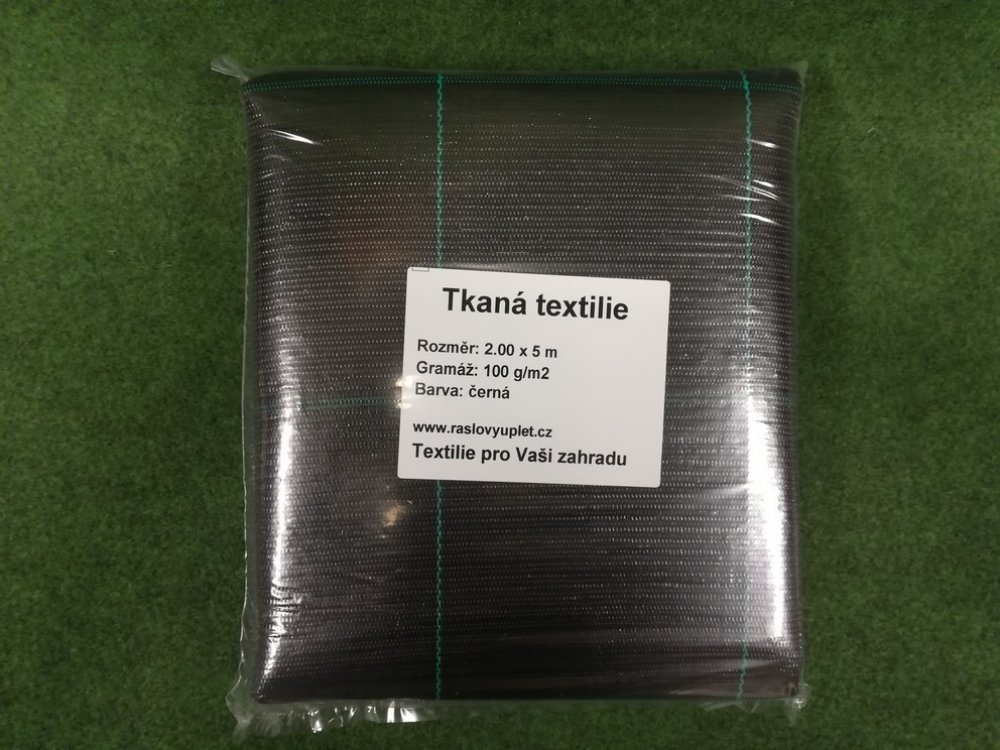 Tkaná textilie
Rozměr: 2.00 x 5 m
Gramáž: 100 g/m2
Barva: černá
www.raslovyuplet.cz
Textilie pro Vaši zahradu